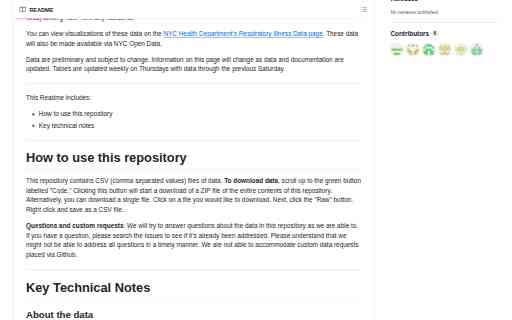 README
You can view visualizations of these data on the NYC Health Department's Respiratory Illness Data page. These data
will also be made available via NYC Open Data.
Data are preliminary and subject to change. Information on this page will change as data and documentation are
updated. Tables are updated weekly on Thursdays with data through the previous Saturday.
This Readme includes:
• How to use this repository
• Key technical notes
How to use this repository
This repository contains CSV (comma separated values) files of data. To download data, scroll up to the green button
labelled "Code." Clicking this button will start a download of a ZIP file of the entire contents of this repository.
Alternatively, you can download a single file. Click on a file you would like to download. Next, click the "Raw" button.
Right click and save as a CSV file.
Questions and custom requests: We will try to answer questions about the data in this repository as we are able to.
If you have a question, please search the issues to see if it's already been addressed. Please understand that we
might not be able to address all questions in a timely manner. We are not able to accommodate custom data requests
placed via Github.
Key Technical Notes
About the data
No releases published
Contributors 6